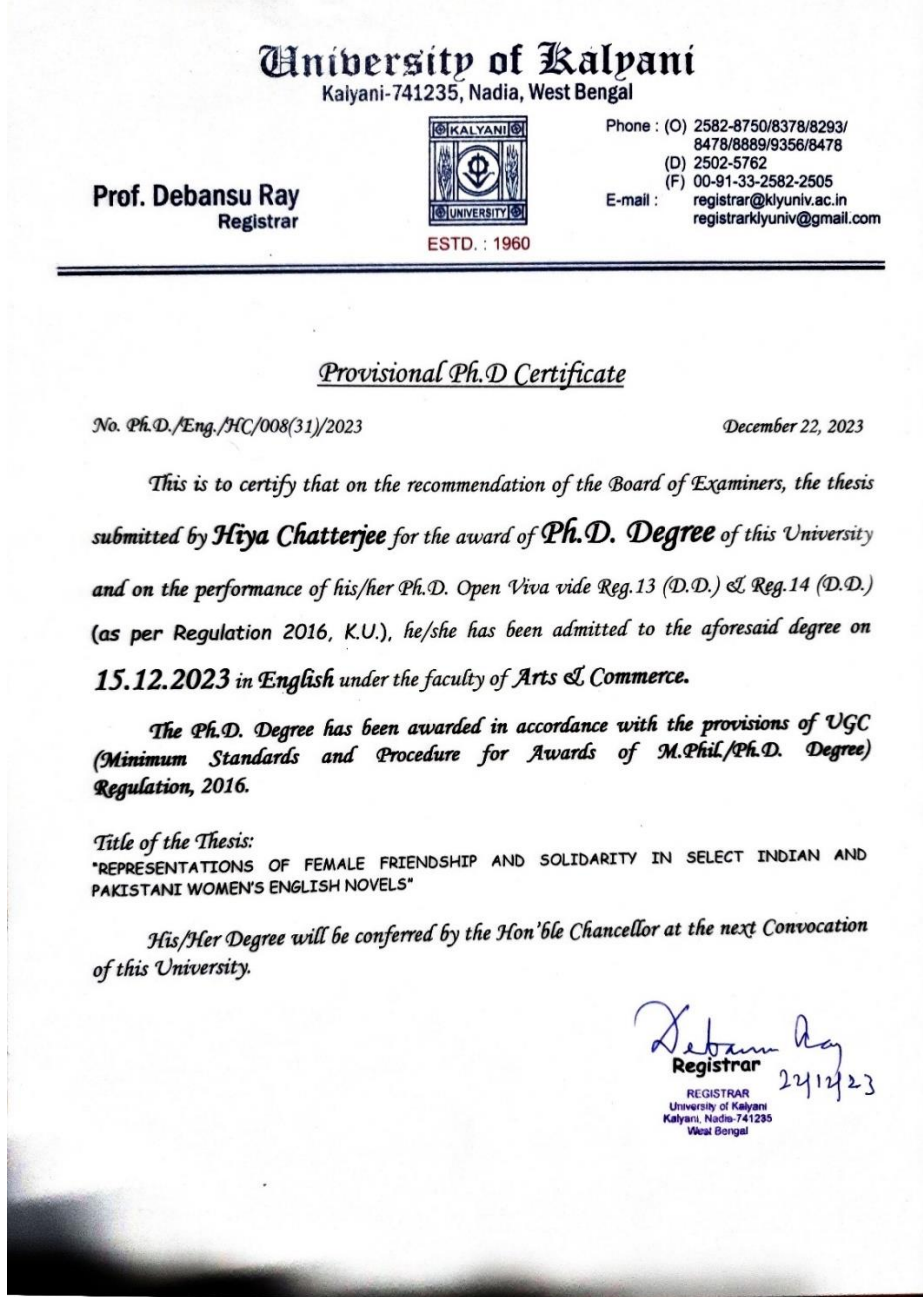 University of Kalyani
Kalyani-741235, Nadia, West Bengal
Prof. Debansu Ray
Registrar
KALYANI
UNIVERSITY
ESTD. : 1960
Phone : (O) 2582-8750/8378/8293/
8478/8889/9356/8478
(D) 2502-5762
(F) 00-91-33-2582-2505
E-mail : registrar@klyuniv.ac.in
registrarklyuniv@gmail.com
Provisional Ph.D Certificate
No. Ph.D./Eng./HC/008(31)/2023 December 22, 2023
This is to certify that on the recommendation of the Board of Examiners, the thesis
submitted by Hiya Chatterjee for the award of Ph.D. Degree of this University
and on the performance of his/her Ph.D. Open Viva vide Reg.13 (D.D.) & Reg.14 (D.D.)
(as per Regulation 2016, K.U.), he/she has been admitted to the aforesaid degree on
15.12.2023 in English under the faculty of Arts & Commerce.
The Ph.D. Degree has been awarded in accordance with the provisions of UGC
(Minimum Standards and Procedure for Awards of M.Phil./Ph.D. Degree)
Regulation, 2016.
Title of the Thesis:
"REPRESENTATIONS OF FEMALE FRIENDSHIP AND SOLIDARITY IN SELECT INDIAN AND
PAKISTANI WOMEN'S ENGLISH NOVELS"
His/Her Degree will be conferred by the Hon'ble Chancellor at the next Convocation
of this University.
Debansu Ray
Registrar
22/12/23
REGISTRAR
University of Kalyani
Kalyani, Nadia-741235
West Bengal